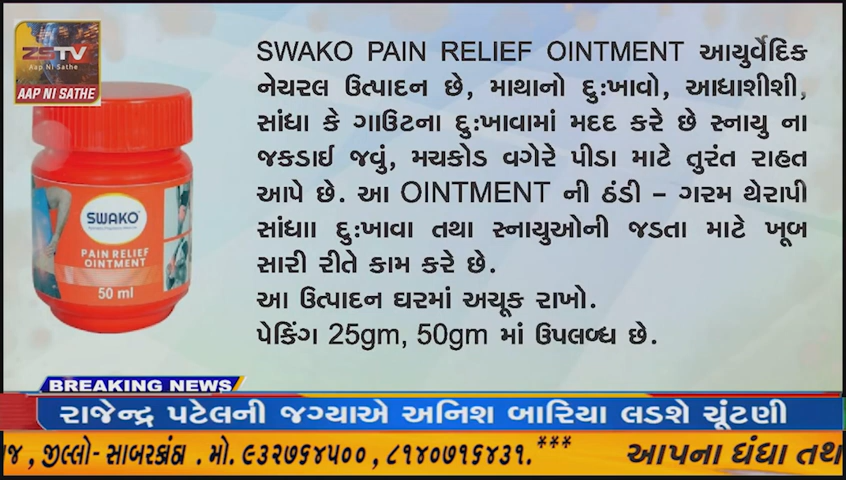 ZSTV
Aap Ni Sathe
AAP NI SATHE
SWAKO PAIN RELIEF OINTMENT આયુર્વેદિક
નેચરલ ઉત્પાદન છે, માથાનો દુઃખાવો, આધાશીશી,
સાંધા કે ગાઉટના દુઃખાવામાં મદદ કરે છે સ્નાયુ ના
જકડાઈ જવું, મચકોડ વગેરે પીડા માટે તુરંત રાહત
આપે છે. આ OINTMENT ની ઠંડી – ગરમ થેરાપી
સાંધાા દુઃખાવા તથા સ્નાયુઓની જડતા માટે ખૂબ
સારી રીતે કામ કરે છે.
આ ઉત્પાદન ઘરમાં અચૂક રાખો.
પેકિંગ 25gm, 50gm માં ઉપલબ્ધ છે.
SWAKO
PAIN RELIEF
OINTMENT
50 ml
BREAKING NEWS
રાજેન્દ્ર પટેલની જગ્યાએ અનિશ બારિયા લડશે ચૂંટણી
જ , જીલ્લો- સાબરકાંઠા . મો. ૯૩૨૭૬૪૫૦૦ , ૮૧૪૦૭૧૬૪૩૧.*** આપના ધંધા તથ